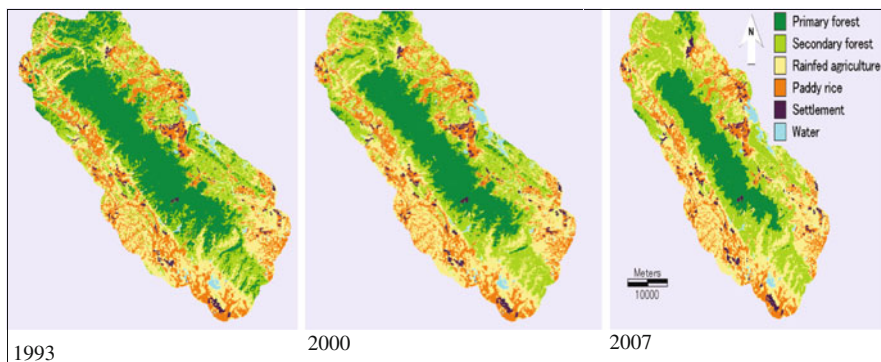 N
Primary forest
Secondary forest
Rainfed agriculture
Paddy rice
Settlement
Water
Meters
10000
1993
2000
2007